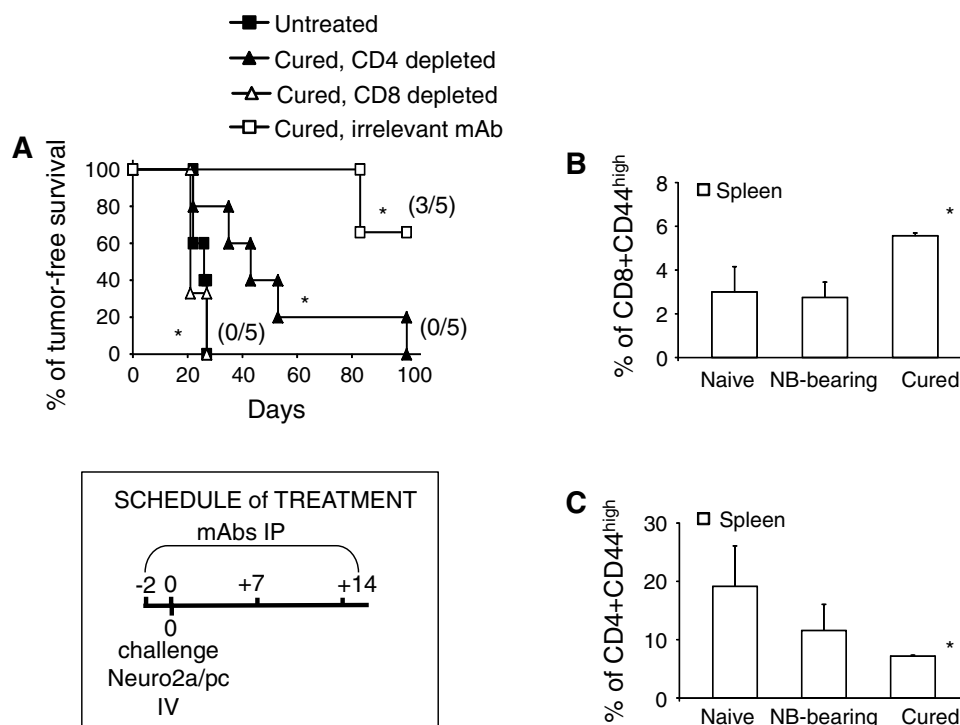 Untreated
Cured, CD4 depleted
Cured, CD8 depleted
Cured, irrelevant mAb
A
% of tumor-free survival
100
80
60
40
20
0
* (3/5)
*
* (0/5)
(0/5)
0 20 40 60 80 100
Days
SCHEDULE of TREATMENT
mAbs IP
-2 0 +7 +14
0
challenge
Neuro2a/pc
IV
B
% of CD8+CD44high
Spleen
8
6
4
2
0
*
Naive NB-bearing Cured
C
% of CD4+CD44high
Spleen
30
20
10
0
*
Naive NB-bearing Cured